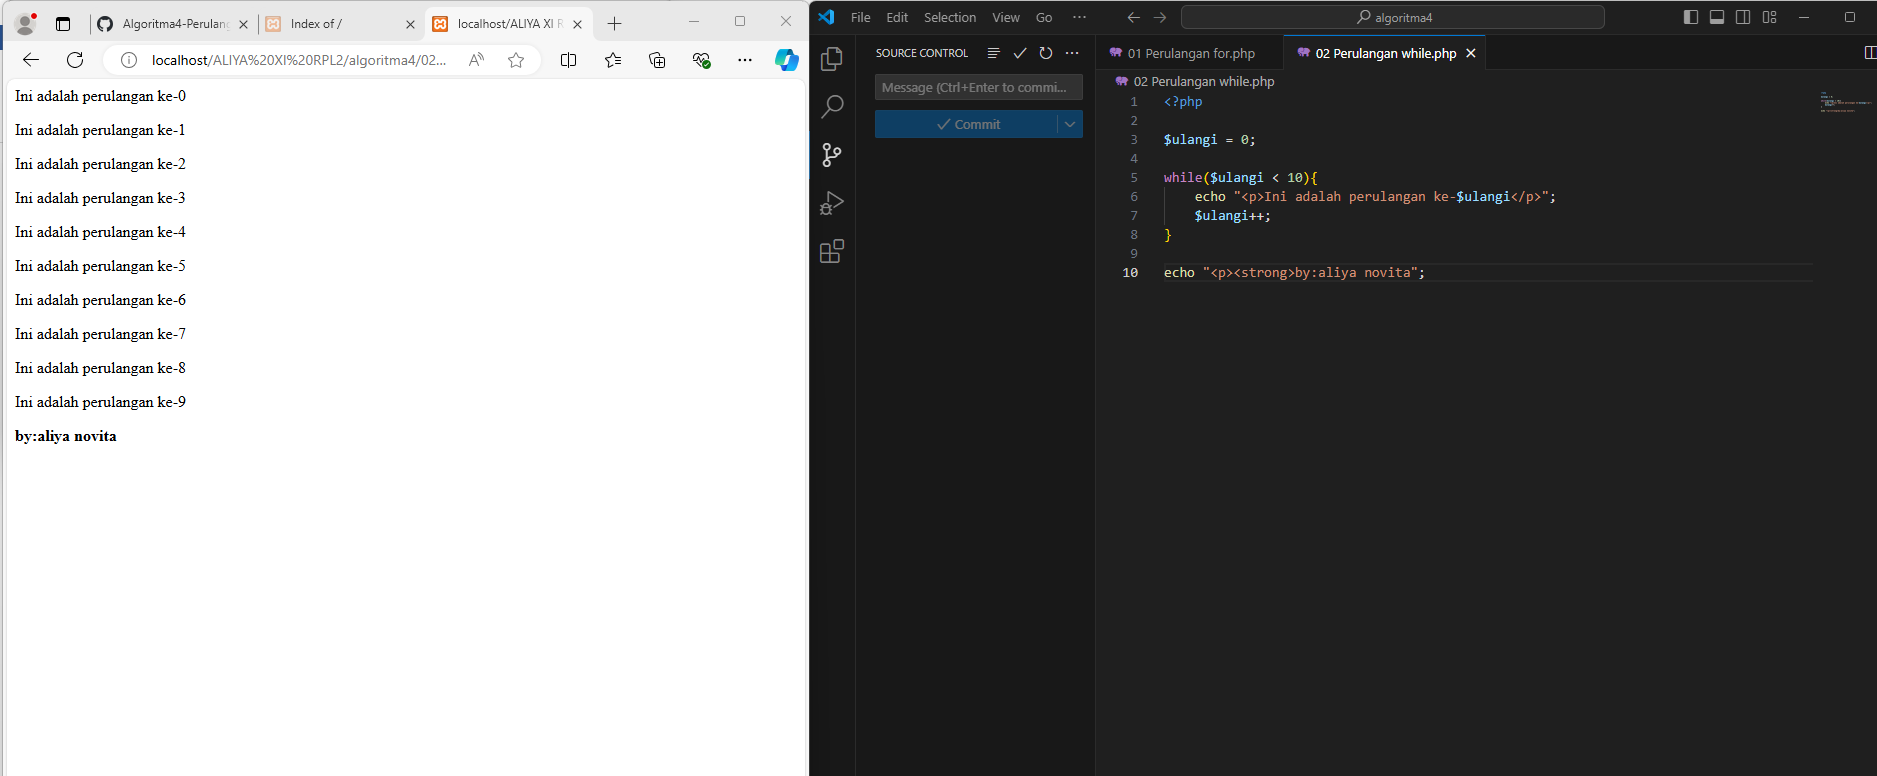 Algoritma4-Perulang
Index of /
localhost/ALIYA XI R
localhost/ALIYA%20XI%20RPL2/algoritma4/02...
Ini adalah perulangan ke-0
Ini adalah perulangan ke-1
Ini adalah perulangan ke-2
Ini adalah perulangan ke-3
Ini adalah perulangan ke-4
Ini adalah perulangan ke-5
Ini adalah perulangan ke-6
Ini adalah perulangan ke-7
Ini adalah perulangan ke-8
Ini adalah perulangan ke-9
by:aliya novita
File Edit Selection View Go ···
algoritma4
SOURCE CONTROL
Message (Ctrl+Enter to commi...
Commit
01 Perulangan for.php
02 Perulangan while.php
02 Perulangan while.php
1 <?php
2
3 $ulangi = 0;
4
5 while($ulangi < 10){
6 echo "<p>Ini adalah perulangan ke-$ulangi</p>";
7 $ulangi++;
8 }
9
10 echo "<p><strong>by:aliya novita";